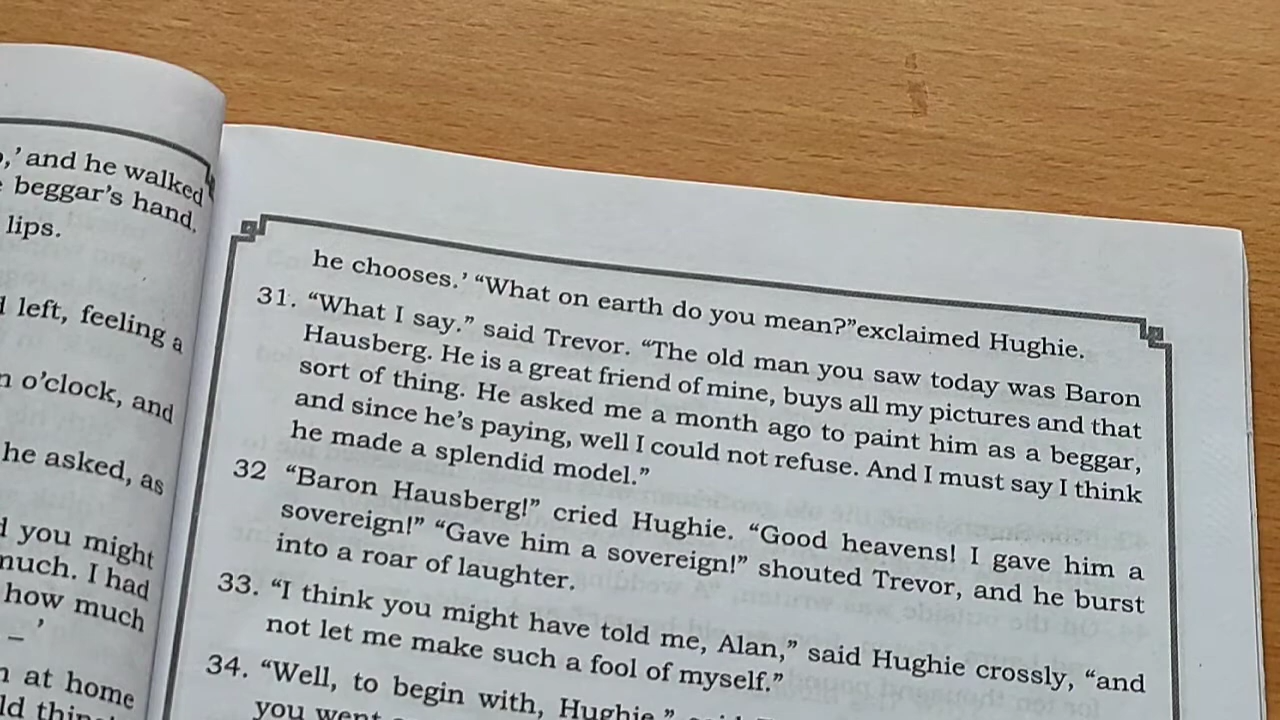 ,' and he walked
beggar's hand.
lips.
left, feeling a
o'clock, and
he asked, as
you might
much. I had
how much
_ '
at home
he chooses.' “What on earth do you mean?”exclaimed Hughie.
31. “What I say.” said Trevor. “The old man you saw today was Baron
Hausberg. He is a great friend of mine, buys all my pictures and that
sort of thing. He asked me a month ago to paint him as a beggar,
and since he's paying, well I could not refuse. And I must say I think
he made a splendid model.”
32 “Baron Hausberg!” cried Hughie. “Good heavens! I gave him a
sovereign!” “Gave him a sovereign!” shouted Trevor, and he burst
into a roar of laughter.
33. “I think you might have told me, Alan,” said Hughie crossly, “and
not let me make such a fool of myself.”
34. “Well, to begin with, Hughie,”
you went